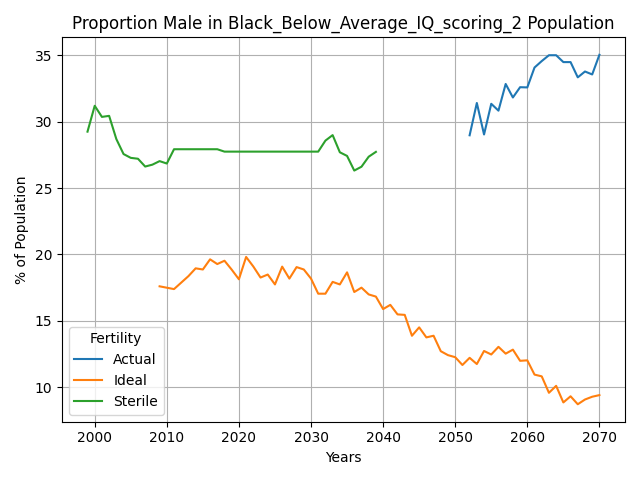 Proportion Male in Black_Below_Average_IQ_scoring_2 Population
35
30
25
20
15
10
% of Population
Fertility
Actual
Ideal
Sterile
2000 2010 2020 2030 2040 2050 2060 2070
Years